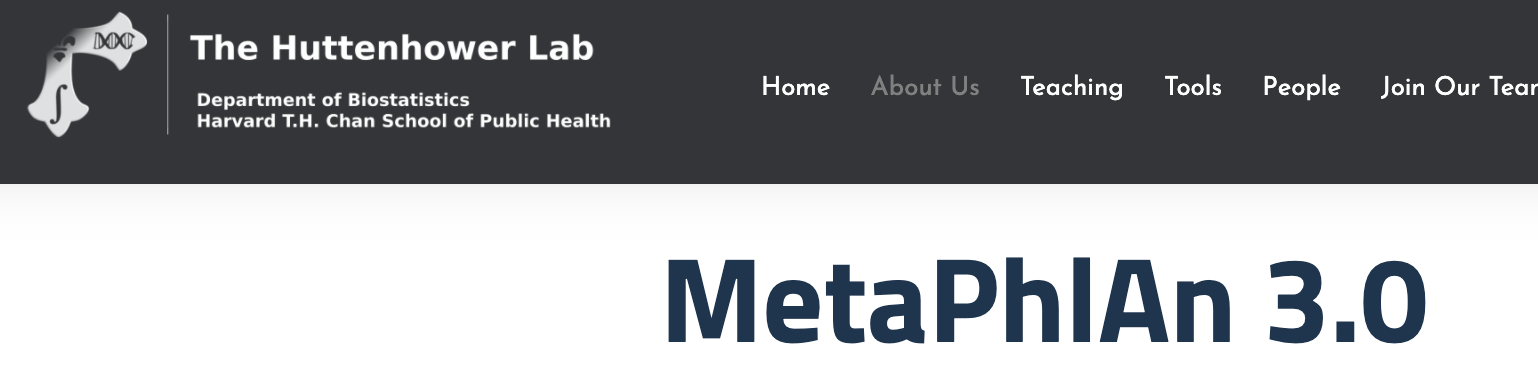 The Huttenhower Lab
Department of Biostatistics
Harvard T.H. Chan School of Public Health
Home About Us Teaching Tools People Join Our
MetaPhlAn 3.0